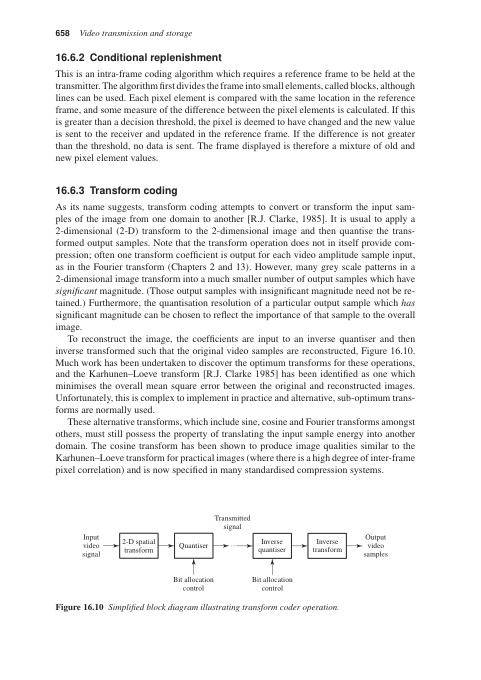 658 Video transmission and storage
16.6.2 Conditional replenishment
This is an intra-frame coding algorithm which requires a reference frame to be held at the
transmitter. The algorithm first divides the frame into small elements, called blocks, although
lines can be used. Each pixel element is compared with the same location in the reference
frame, and some measure of the difference between the pixel elements is calculated. If this
is greater than a decision threshold, the pixel is deemed to have changed and the new value
is sent to the receiver and updated in the reference frame. If the difference is not greater
than the threshold, no data is sent. The frame displayed is therefore a mixture of old and
new pixel element values.
16.6.3 Transform coding
As its name suggests, transform coding attempts to convert or transform the input sam-
ples of the image from one domain to another [R.J. Clarke, 1985]. It is usual to apply a
2-dimensional (2-D) transform to the 2-dimensional image and then quantise the trans-
formed output samples. Note that the transform operation does not in itself provide com-
pression; often one transform coefficient is output for each video amplitude sample input,
as in the Fourier transform (Chapters 2 and 13). However, many grey scale patterns in a
2-dimensional image transform into a much smaller number of output samples which have
significant magnitude. (Those output samples with insignificant magnitude need not be re-
tained.) Furthermore, the quantisation resolution of a particular output sample which has
significant magnitude can be chosen to reflect the importance of that sample to the overall
image.
To reconstruct the image, the coefficients are input to an inverse quantiser and then
inverse transformed such that the original video samples are reconstructed, Figure 16.10.
Much work has been undertaken to discover the optimum transforms for these operations,
and the Karhunen–Loeve transform [R.J. Clarke 1985] has been identified as one which
minimises the overall mean square error between the original and reconstructed images.
Unfortunately, this is complex to implement in practice and alternative, sub-optimum trans-
forms are normally used.
These alternative transforms, which include sine, cosine and Fourier transforms amongst
others, must still possess the property of translating the input sample energy into another
domain. The cosine transform has been shown to produce image qualities similar to the
Karhunen–Loeve transform for practical images (where there is a high degree of inter-frame
pixel correlation) and is now specified in many standardised compression systems.
Transmitted
signal
Input
video
signal
2-D spatial
transform
Quantiser
Inverse
quantiser
Inverse
transform
Output
video
samples
Bit allocation
control
Bit allocation
control
Figure 16.10 Simplified block diagram illustrating transform coder operation.